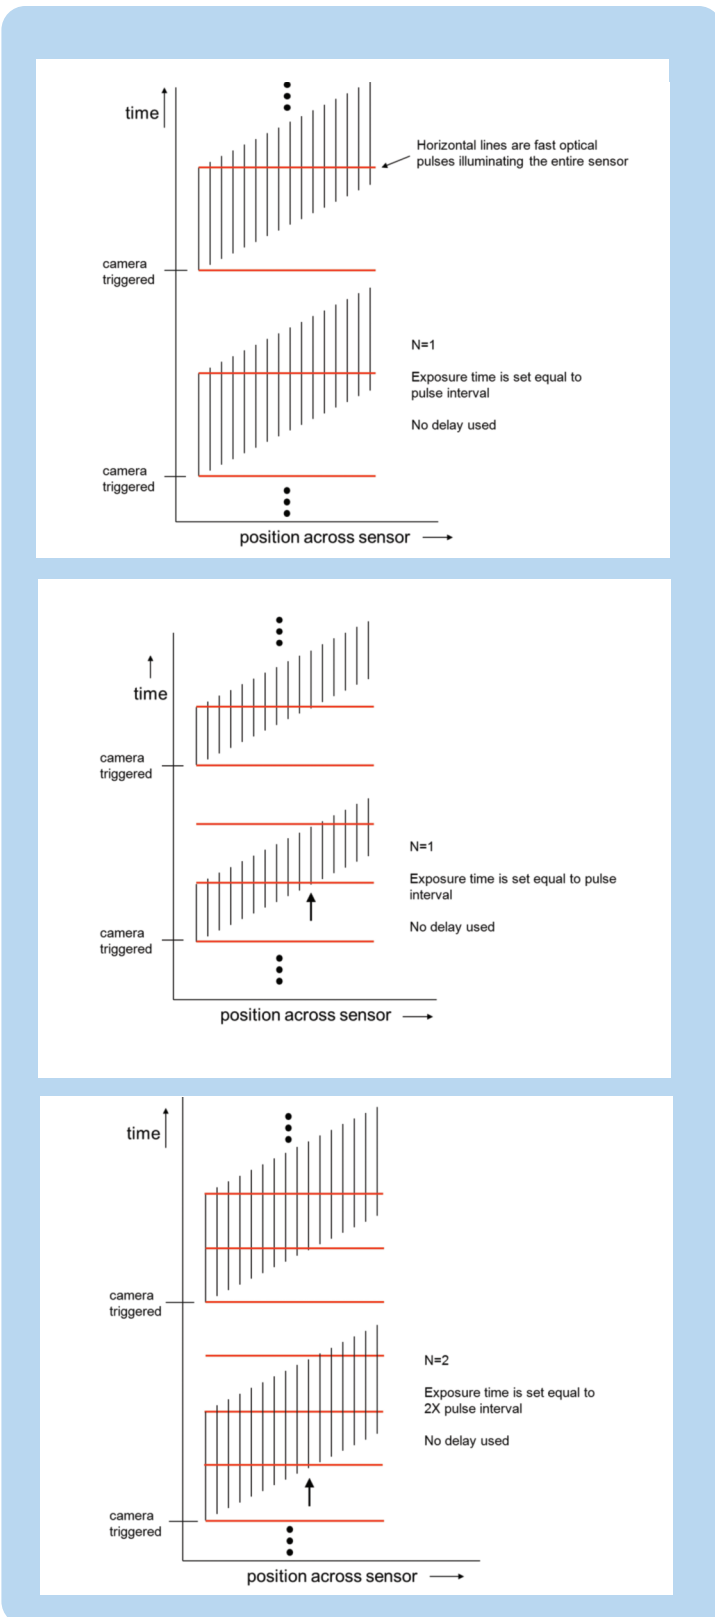 time
Horizontal lines are fast optical
pulses illuminating the entire sensor
camera
triggered
N=1
Exposure time is set equal to
pulse interval
No delay used
camera
triggered
position across sensor
time
camera
triggered
N=1
Exposure time is set equal to pulse
interval
No delay used
camera
triggered
position across sensor
time
camera
triggered
N=2
Exposure time is set equal to
2X pulse interval
No delay used
camera
triggered
position across sensor